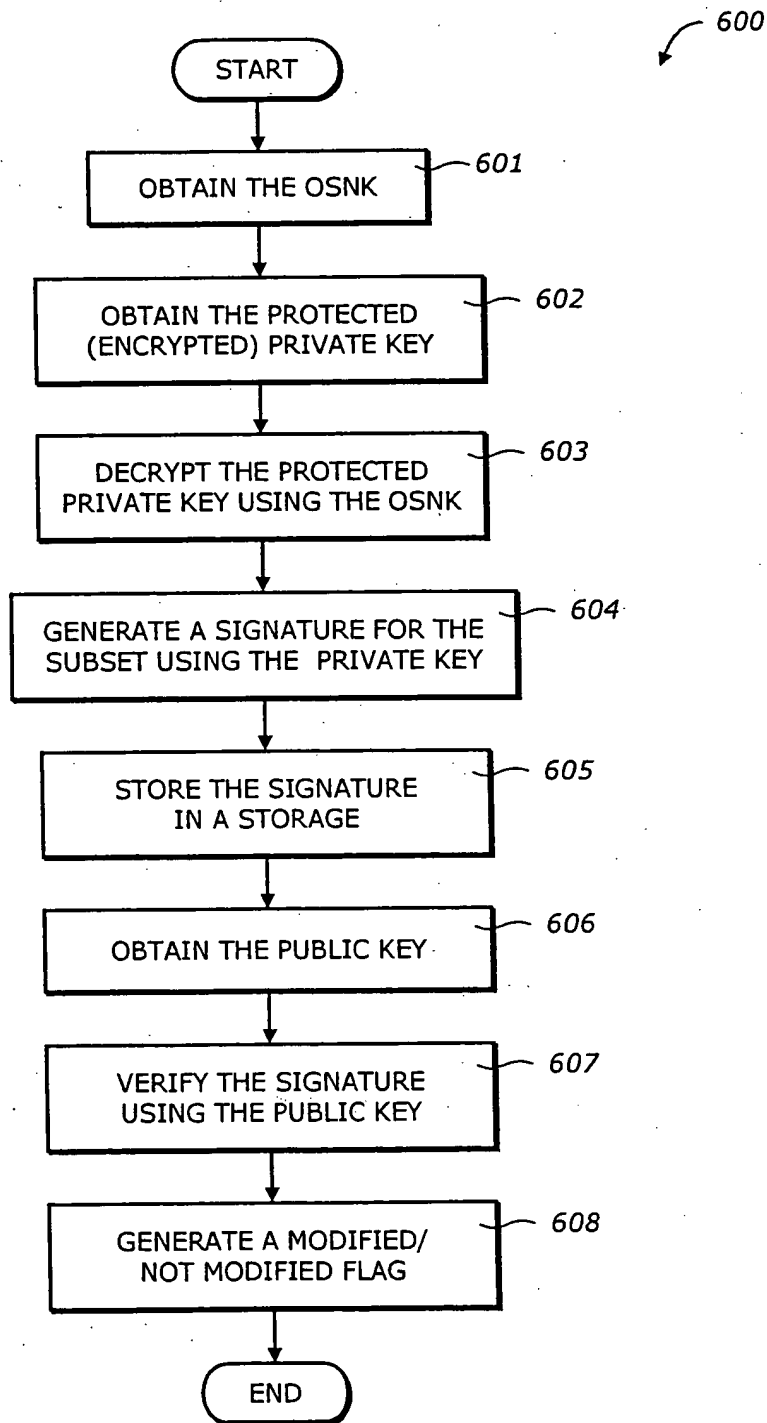 600
START
601
OBTAIN THE OSNK
602
OBTAIN THE PROTECTED
(ENCRYPTED) PRIVATE KEY
603
DECRYPT THE PROTECTED
PRIVATE KEY USING THE OSNK
604
GENERATE A SIGNATURE FOR THE
SUBSET USING THE PRIVATE KEY
605
STORE THE SIGNATURE
IN A STORAGE
606
OBTAIN THE PUBLIC KEY
607
VERIFY THE SIGNATURE
USING THE PUBLIC KEY
608
GENERATE A MODIFIED/
NOT MODIFIED FLAG
END